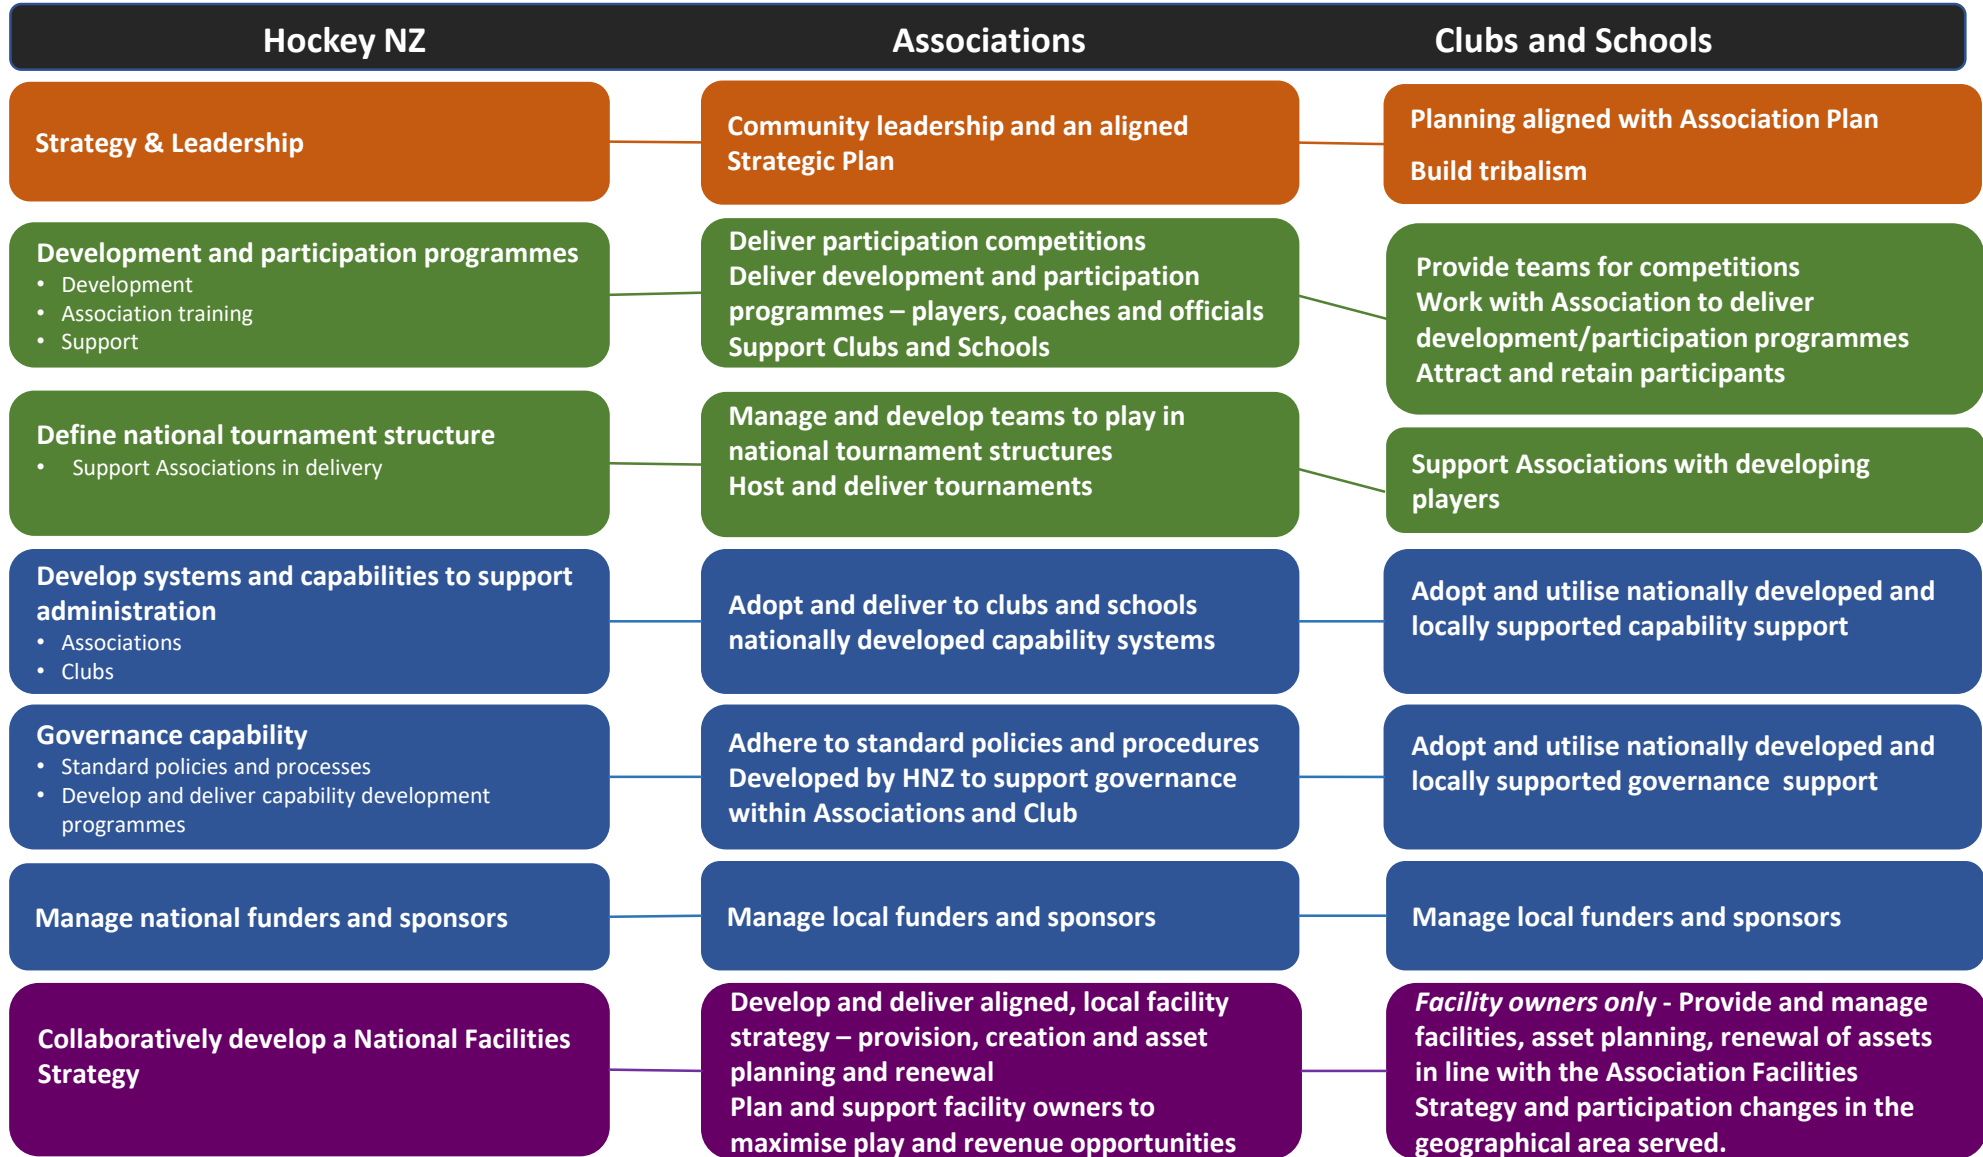 Hockey NZ
Associations
Clubs and Schools
Strategy & Leadership
Community leadership and an aligned
Strategic Plan
Planning aligned with Association Plan
Build tribalism
Development and participation programmes
• Development
• Association training
• Support
Deliver participation competitions
Deliver development and participation
programmes – players, coaches and officials
Support Clubs and Schools
Provide teams for competitions
Work with Association to deliver
development/participation programmes
Attract and retain participants
Define national tournament structure
• Support Associations in delivery
Manage and develop teams to play in
national tournament structures
Host and deliver tournaments
Support Associations with developing
players
Develop systems and capabilities to support
administration
• Associations
• Clubs
Adopt and deliver to clubs and schools
nationally developed capability systems
Adopt and utilise nationally developed and
locally supported capability support
Governance capability
• Standard policies and processes
• Develop and deliver capability development
programmes
Adhere to standard policies and procedures
Developed by HNZ to support governance
within Associations and Club
Adopt and utilise nationally developed and
locally supported governance  support
Manage national funders and sponsors
Manage local funders and sponsors
Manage local funders and sponsors
Collaboratively develop a National Facilities
Strategy
Develop and deliver aligned, local facility
strategy – provision, creation and asset
planning and renewal
Plan and support facility owners to
maximise play and revenue opportunities
Facility owners only - Provide and manage
facilities, asset planning, renewal of assets
in line with the Association Facilities
Strategy and participation changes in the
geographical area served.